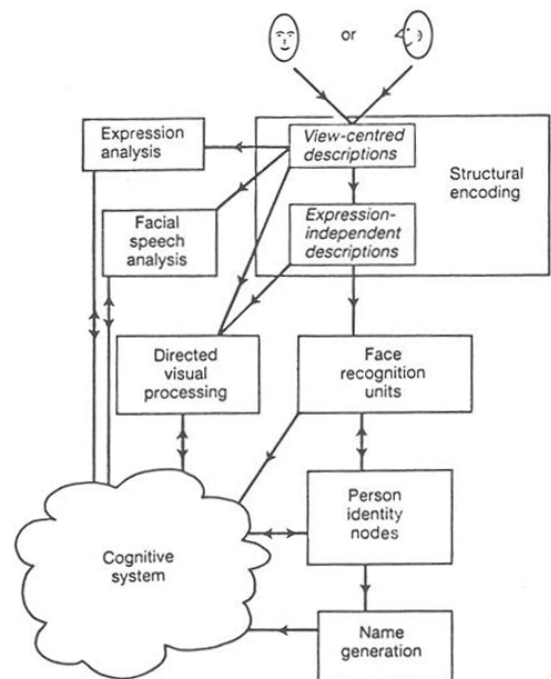 or
View-centred
descriptions
Expression
analysis
Structural
encoding
Expression-
independent
descriptions
Facial
speech
analysis
Directed
visual
processing
Face
recognition
units
Cognitive
system
Person
identity
nodes
Name
generation